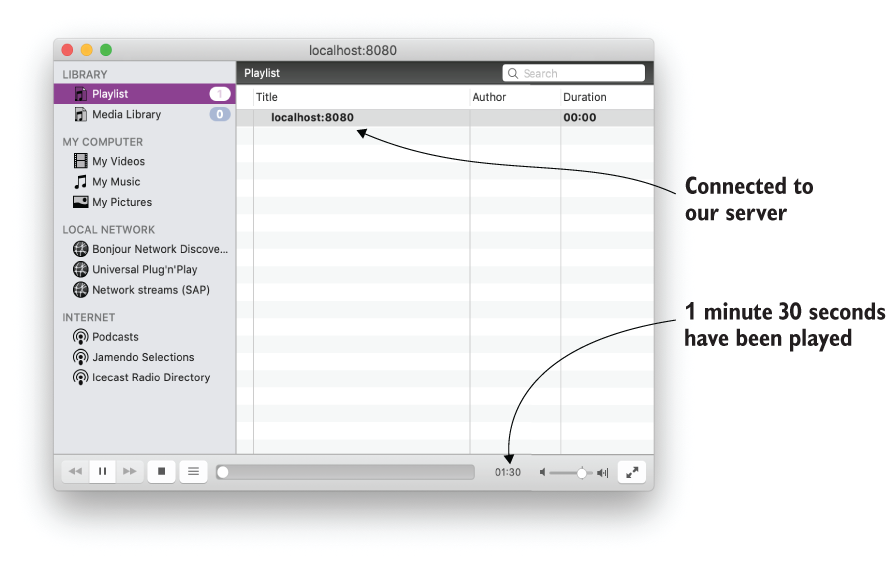 localhost:8080
LIBRARY
Playlist 1
Media Library 0
MY COMPUTER
My Videos
My Music
My Pictures
LOCAL NETWORK
Bonjour Network Discove...
Universal Plug'n'Play
Network streams (SAP)
INTERNET
Podcasts
Jamendo Selections
Icecast Radio Directory
Playlist Search
Title Author Duration
localhost:8080 00:00
01:30
Connected to
our server
1 minute 30 seconds
have been played